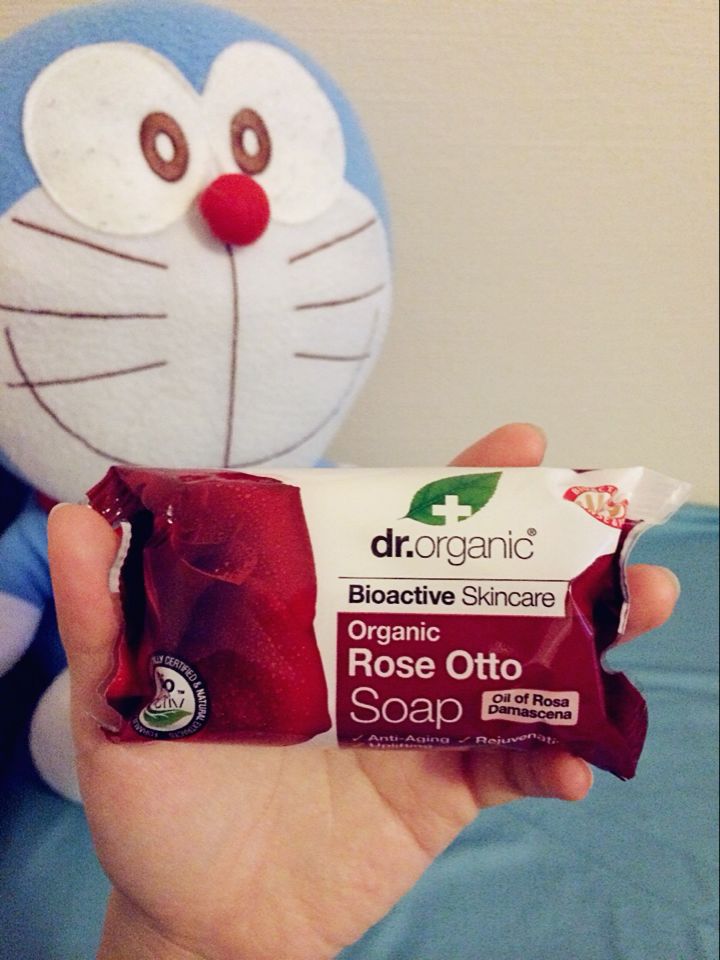 dr.organic®
Bioactive Skincare
Organic
Rose Otto
Soap
Oil of Rosa
Damascena
✓ Anti-Aging ✓